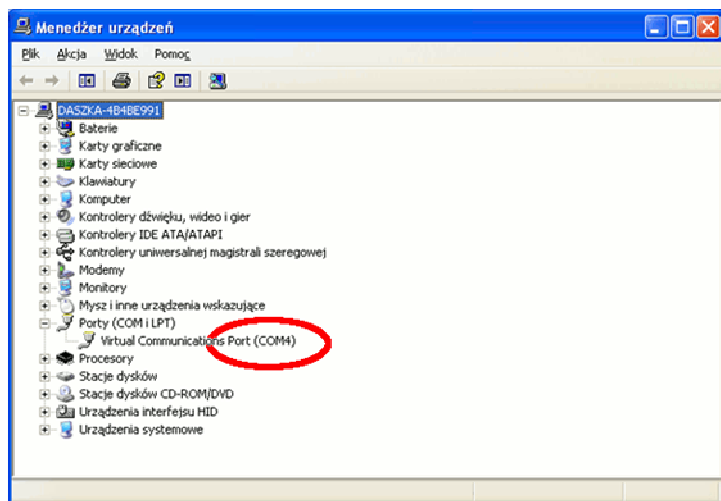 Menedżer urządzeń
Plik Akcja Widok Pomoc
DASZKA-4B4BE991
Baterie
Karty graficzne
Karty sieciowe
Klawiatury
Komputer
Kontrolery dźwięku, wideo i gier
Kontrolery IDE ATA/ATAPI
Kontrolery uniwersalnej magistrali szeregowej
Modemy
Monitory
Mysz i inne urządzenia wskazujące
Porty (COM i LPT)
Virtual Communications Port (COM4)
Procesory
Stacje dysków
Stacje dysków CD-ROM/DVD
Urządzenia interfejsu HID
Urządzenia systemowe